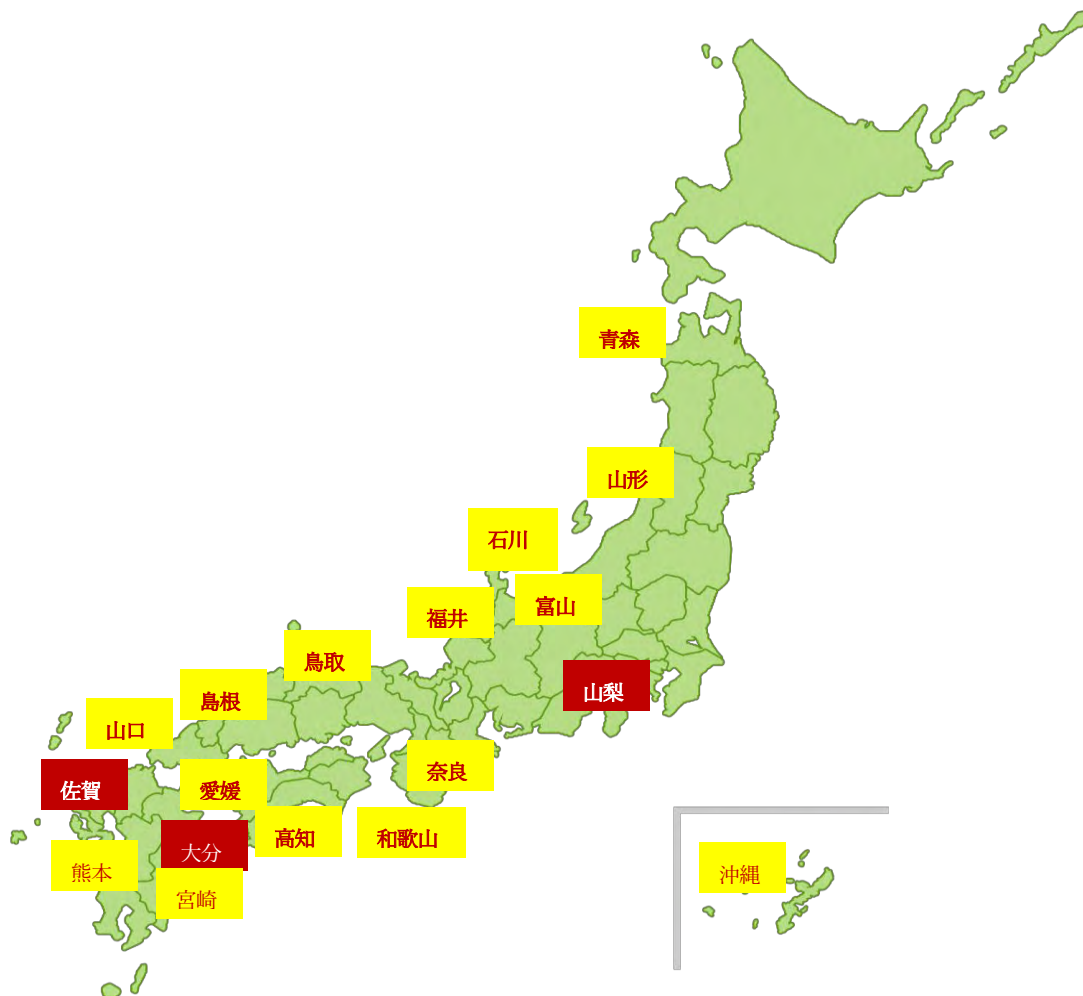 青森
山形
石川
富山
福井
鳥取
山梨
島根
山口
奈良
佐賀
愛媛
高知
和歌山
大分
熊本
沖縄
宮崎